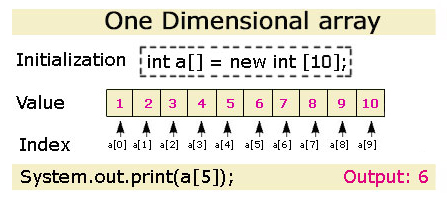 One Dimensional array
Initialization int a[] = new int [10];
Value 1 2 3 4 5 6 7 8 9 10
Index a[0] a[1] a[2] a[3] a[4] a[5] a[6] a[7] a[8] a[9]
System.out.print(a[5]); Output: 6